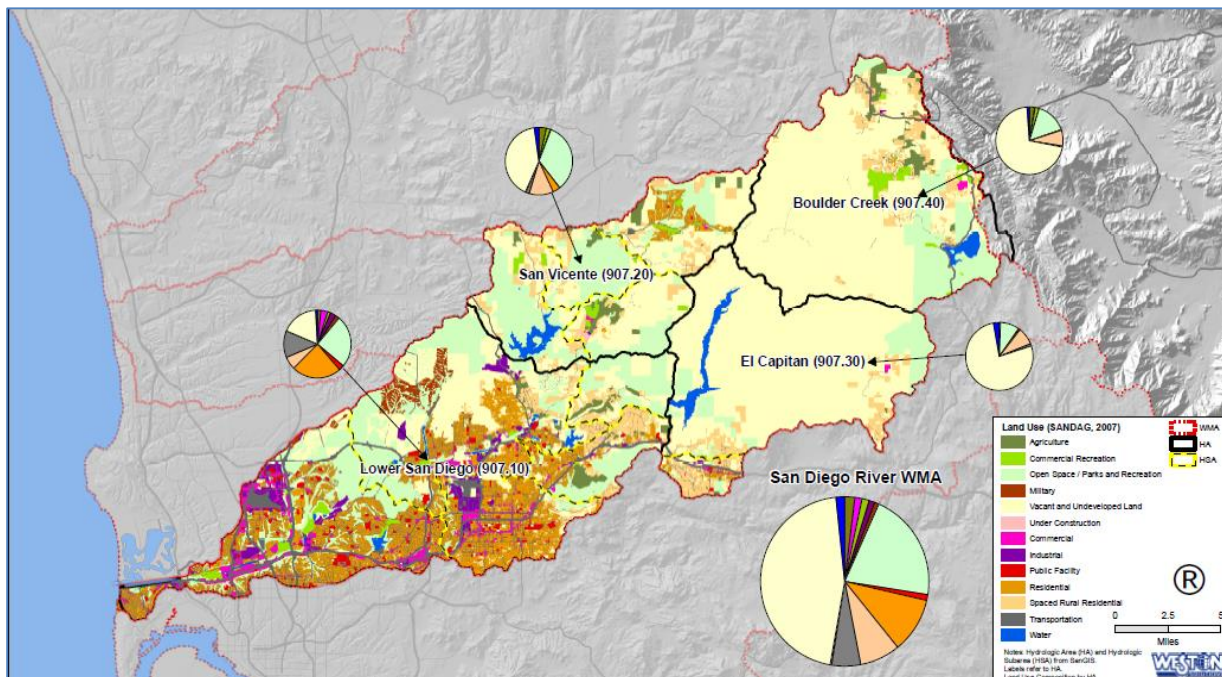 Boulder Creek (907.40)
San Vicente (907.20)
El Capitan (907.30)
Lower San Diego (907.10)
San Diego River WMA
Land Use (SANDAG, 2007)
Agriculture
Commercial Recreation
Open Space / Parks and Recreation
Military
Vacant and Undeveloped Land
Under Construction
Commercial
Industrial
Public Facility
Residential
Spaced Rural Residential
Transportation
Water
WMA
HA
HSA
®
0 2.5 5
Miles
Notes: Hydrologic Area (HA) and Hydrologic
Subarea (HSA) from SanGIS.
Labels refer to HA.